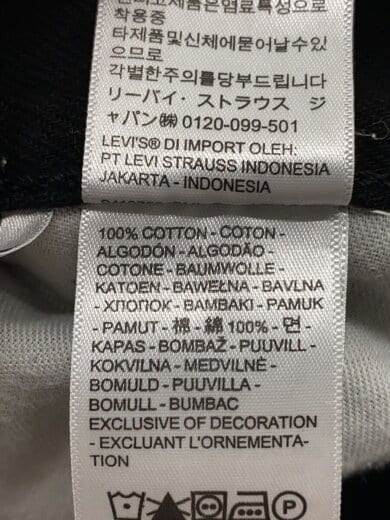 착용중
타제품및신체에묻어날수있
으므로
각별한주의를당부드립니다
リーバイ・ストラウス ジ
ャパン㈱ 0120-099-501
LEVI'S® DI IMPORT OLEH:
PT LEVI STRAUSS INDONESIA
JAKARTA - INDONESIA
100% COTTON - COTON -
ALGODÓN - ALGODÃO -
COTONE - BAUMWOLLE -
KATOEN - BAWEŁNA - BAVLNA
- ХЛОПОК - BAMBAKI - PAMUK
- PAMUT - 棉 - 綿 100% - 면 -
KAPAS - BOMBAŽ - PUUVILL -
KOKVILNA - MEDVILNĖ -
BOMULD - PUUVILLA -
BOMULL - BUMBAC
EXCLUSIVE OF DECORATION
- EXCLUANT L'ORNEMENTA-
TION
P